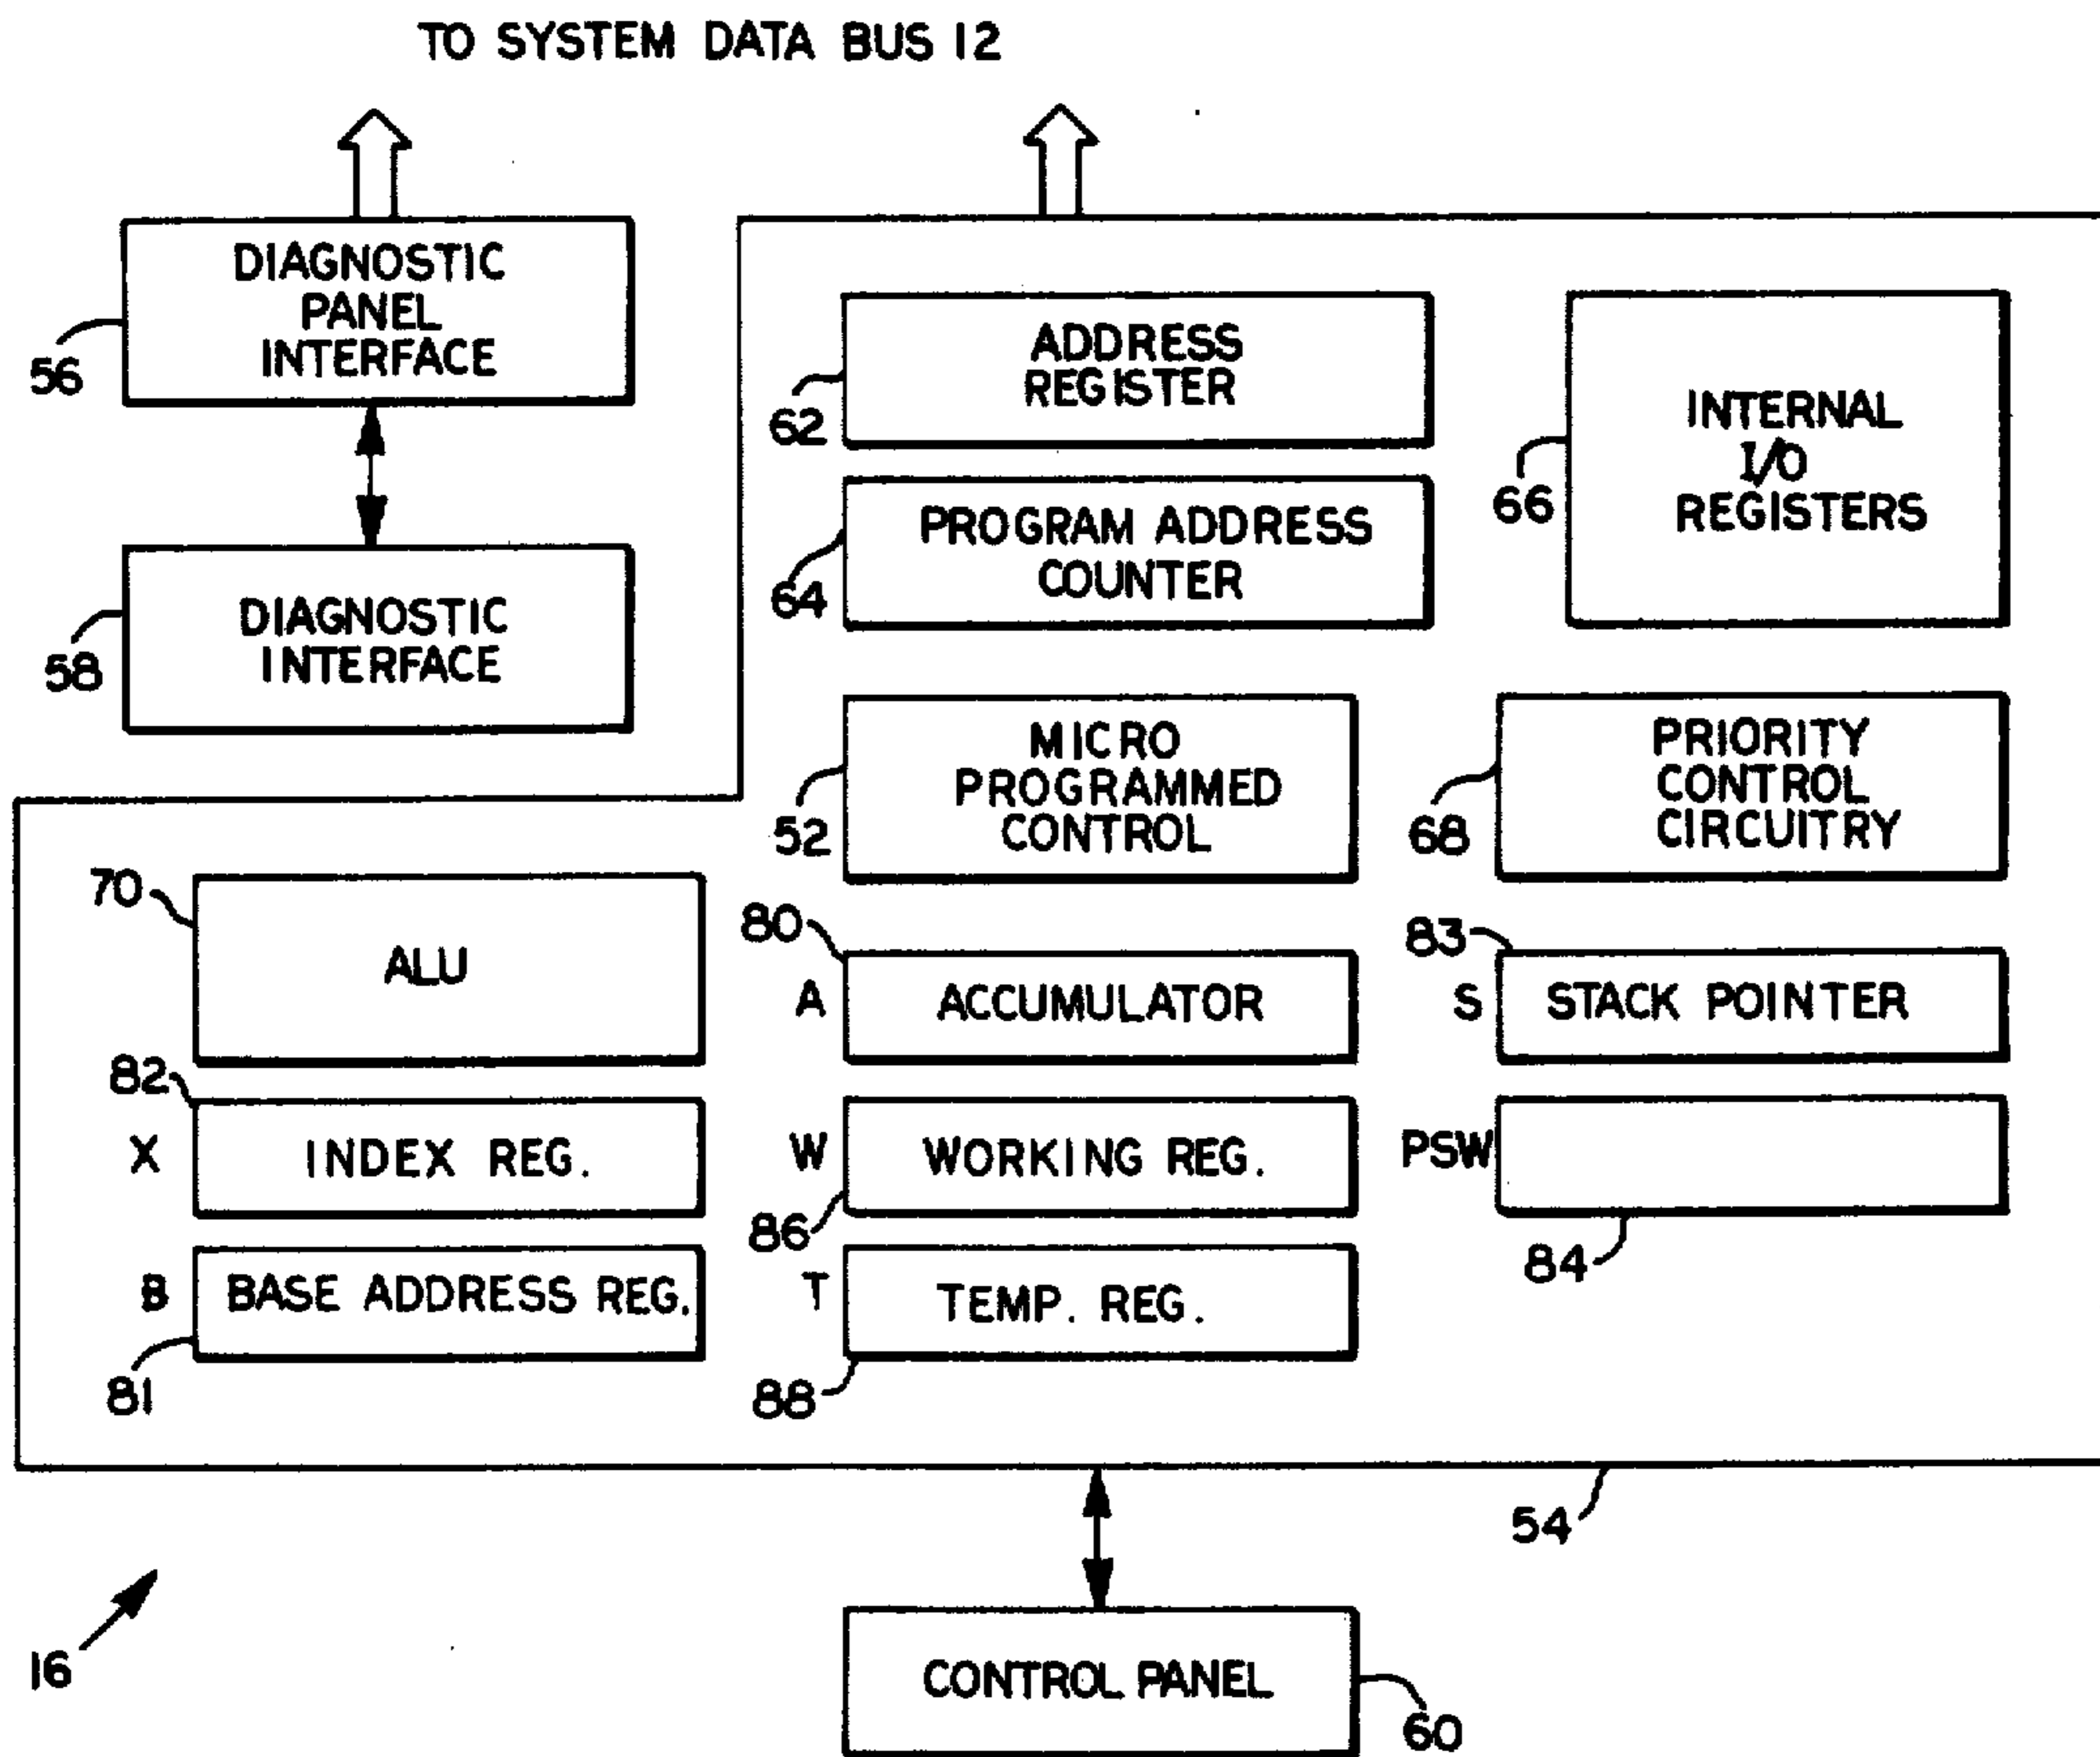 TO SYSTEM DATA BUS 12
DIAGNOSTIC
PANEL
INTERFACE
56
DIAGNOSTIC
INTERFACE
58
ADDRESS
REGISTER
62
PROGRAM ADDRESS
COUNTER
64
INTERNAL
I/O
REGISTERS
66
MICRO
PROGRAMMED
CONTROL
52
PRIORITY
CONTROL
CIRCUITRY
68
70
ALU
80
A
ACCUMULATOR
83
S
STACK POINTER
82
X
INDEX REG.
W
WORKING REG.
86
PSW
84
B
BASE ADDRESS REG.
81
T
TEMP. REG.
88
54
16
CONTROL PANEL
60